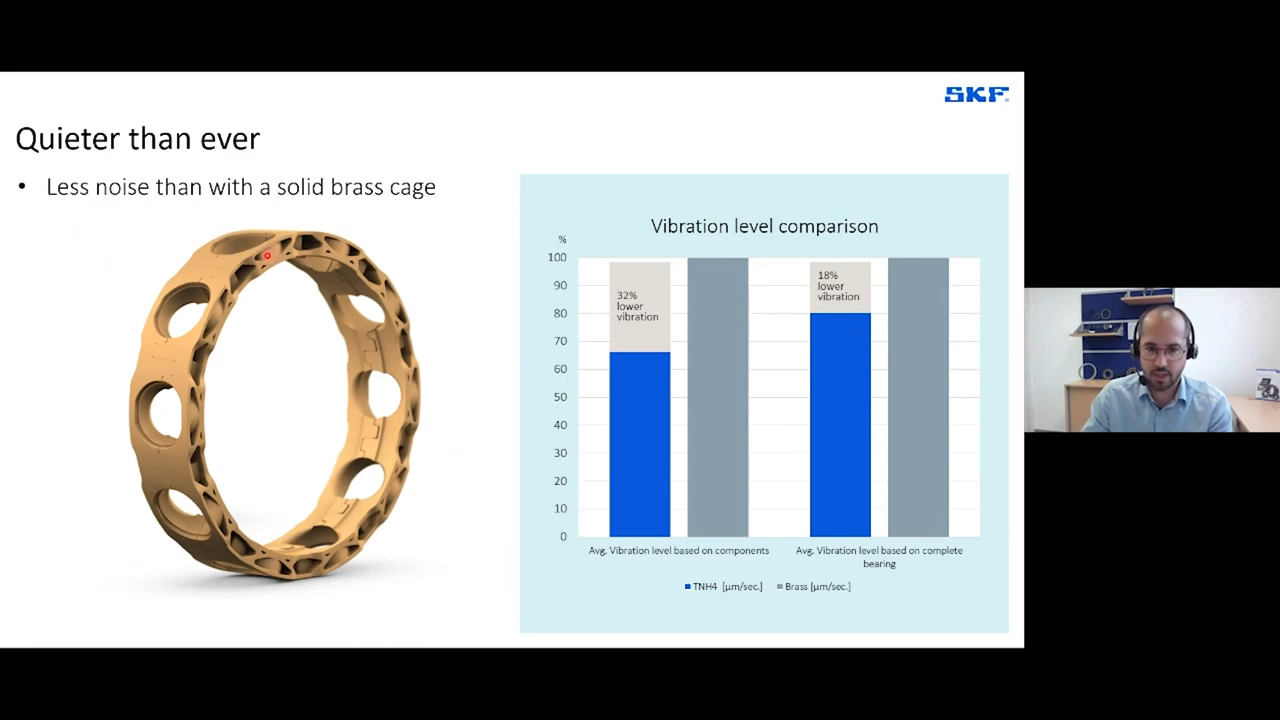 SKF
Quieter than ever
• Less noise than with a solid brass cage
Vibration level comparison
%
100
90
80
70
60
50
40
30
20
10
0
32%
lower
vibration
18%
lower
vibration
Avg. Vibration level based on components
Avg. Vibration level based on complete
bearing
TNH4 [µm/sec.]
Brass [µm/sec.]